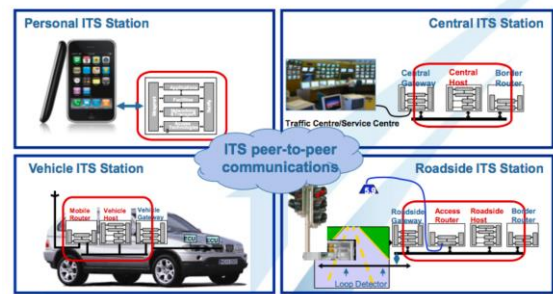 Personal ITS Station
Central ITS Station
Central
Gateway
Central
Host
Border
Router
Traffic Centre/Service Centre
ITS peer-to-peer
communications
Vehicle ITS Station
Mobile
Router
Vehicle
Host
Vehicle
Gateway
ECU
ECU
Roadside ITS Station
Roadside
Gateway
Access
Router
Roadside
Host
Border
Router
Loop Detector